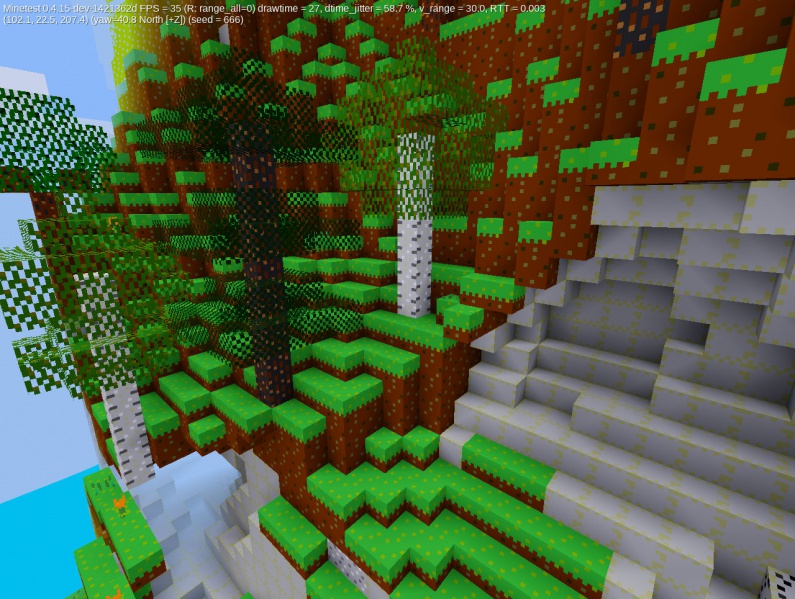 Minetest 0.4.15-dev-1421362d FPS = 35 (R: range_all=0) drawtime = 27, dtime_jitter = 58.7 %, v_range = 30.0, RTT = 0.003
(102.1, 22.5, 207.4) (yaw=-40.8 North [+Z]) (seed = 666)